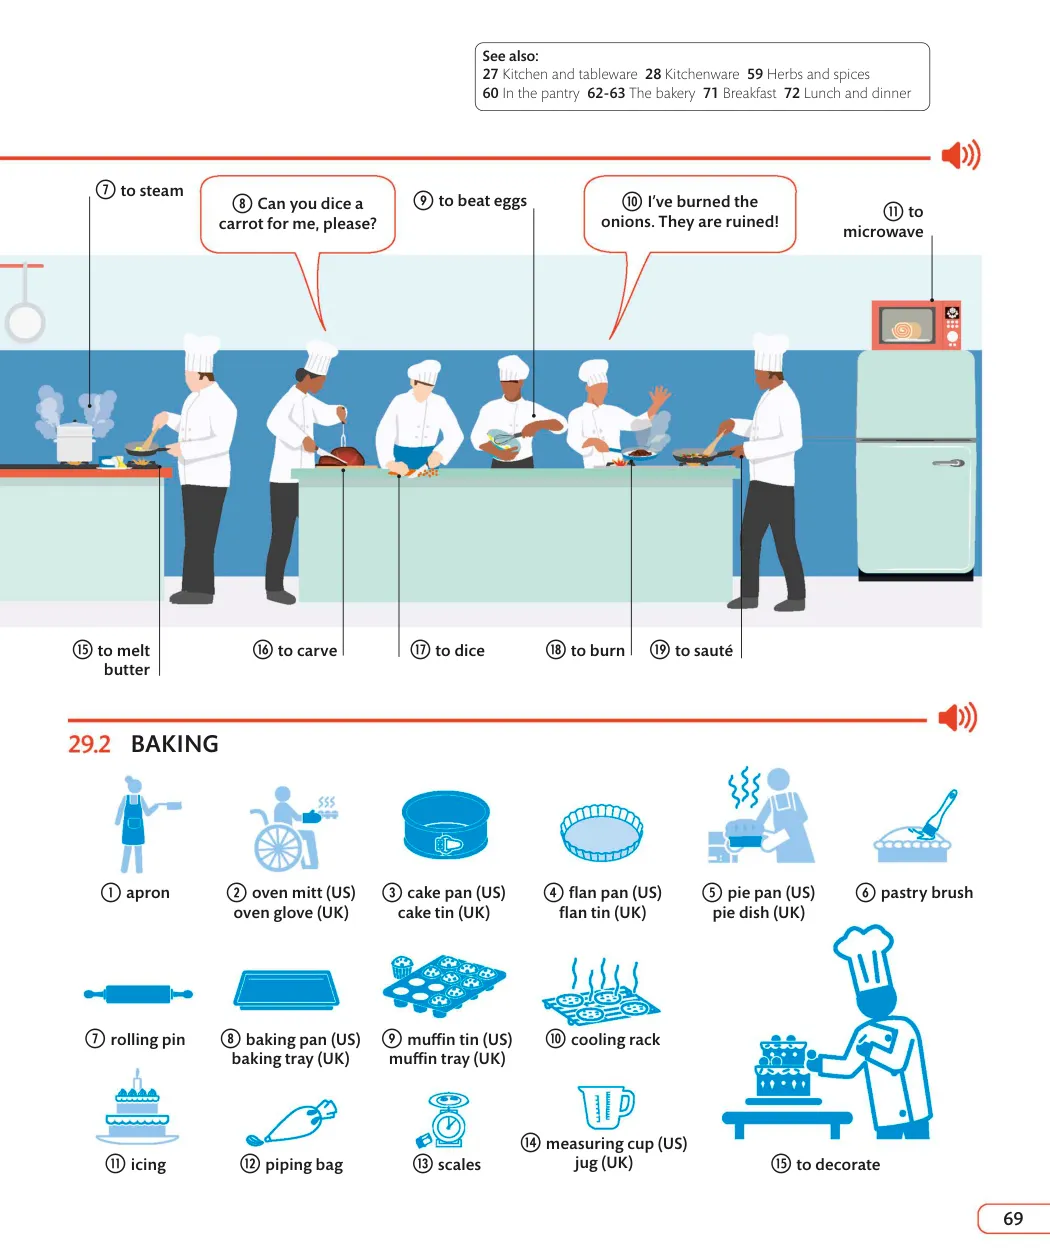 See also:
27 Kitchen and tableware 28 Kitchenware 59 Herbs and spices
60 In the pantry 62-63 The bakery 71 Breakfast 72 Lunch and dinner
⑦ to steam
⑧ Can you dice a
carrot for me, please?
⑨ to beat eggs
⑩ I've burned the
onions. They are ruined!
⑪ to
microwave
⑮ to melt
butter
⑯ to carve
⑰ to dice
⑱ to burn
⑲ to sauté
29.2 BAKING
① apron
② oven mitt (US)
oven glove (UK)
③ cake pan (US)
cake tin (UK)
④ flan pan (US)
flan tin (UK)
⑤ pie pan (US)
pie dish (UK)
⑥ pastry brush
⑦ rolling pin
⑧ baking pan (US)
baking tray (UK)
⑨ muffin tin (US)
muffin tray (UK)
⑩ cooling rack
⑪ icing
⑫ piping bag
⑬ scales
⑭ measuring cup (US)
jug (UK)
⑮ to decorate
69